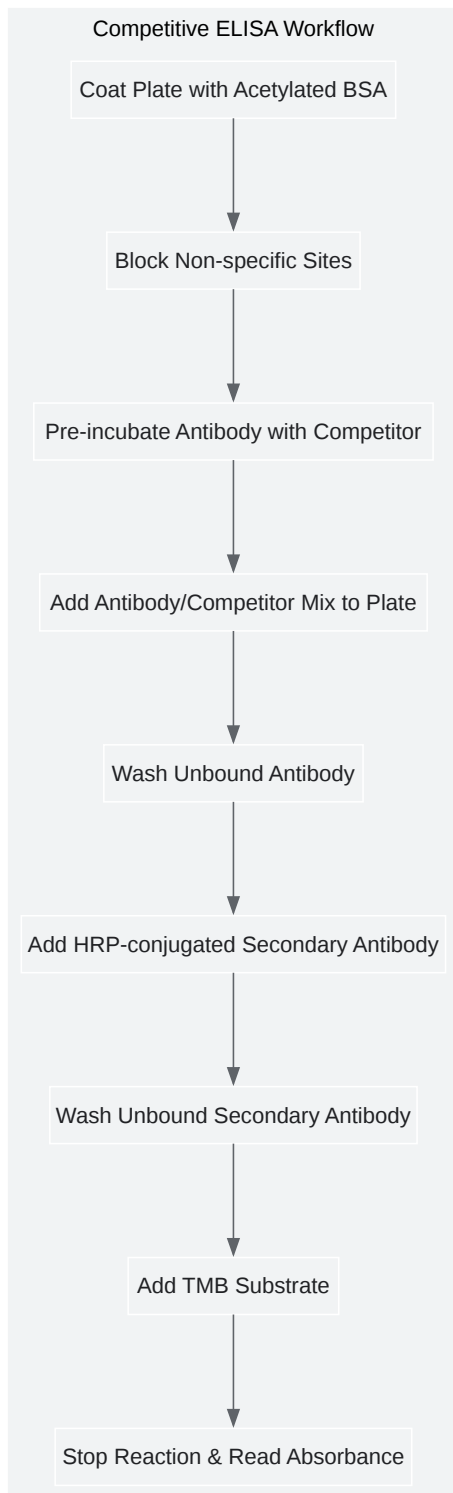 Competitive ELISA Workflow
Coat Plate with Acetylated BSA
Block Non-specific Sites
Pre-incubate Antibody with Competitor
Add Antibody/Competitor Mix to Plate
Wash Unbound Antibody
Add HRP-conjugated Secondary Antibody
Wash Unbound Secondary Antibody
Add TMB Substrate
Stop Reaction & Read Absorbance